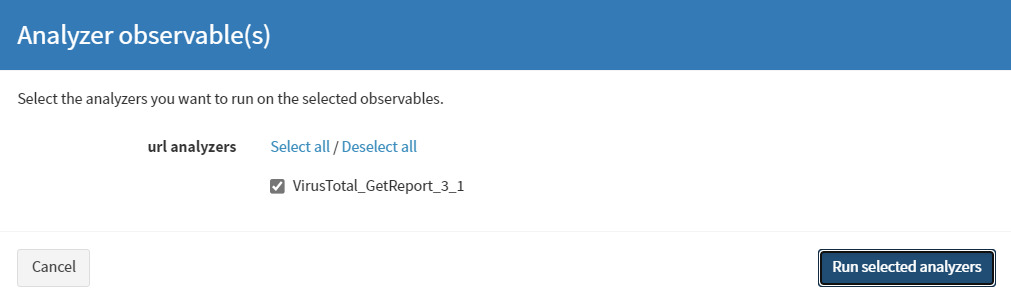 Analyzer observable(s)
Select the analyzers you want to run on the selected observables.
url analyzers Select all / Deselect all
VirusTotal_GetReport_3_1
Cancel Run selected analyzers